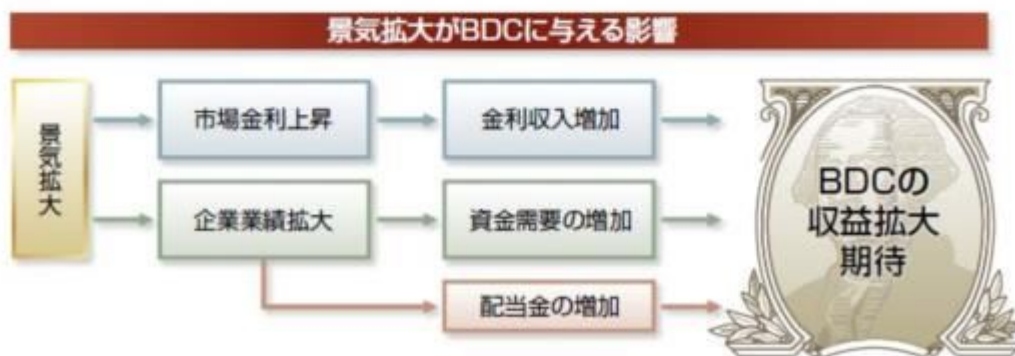 景気拡大がBDCに与える影響
景気拡大
市場金利上昇
金利収入増加
企業業績拡大
資金需要の増加
配当金の増加
BDCの
収益拡大
期待